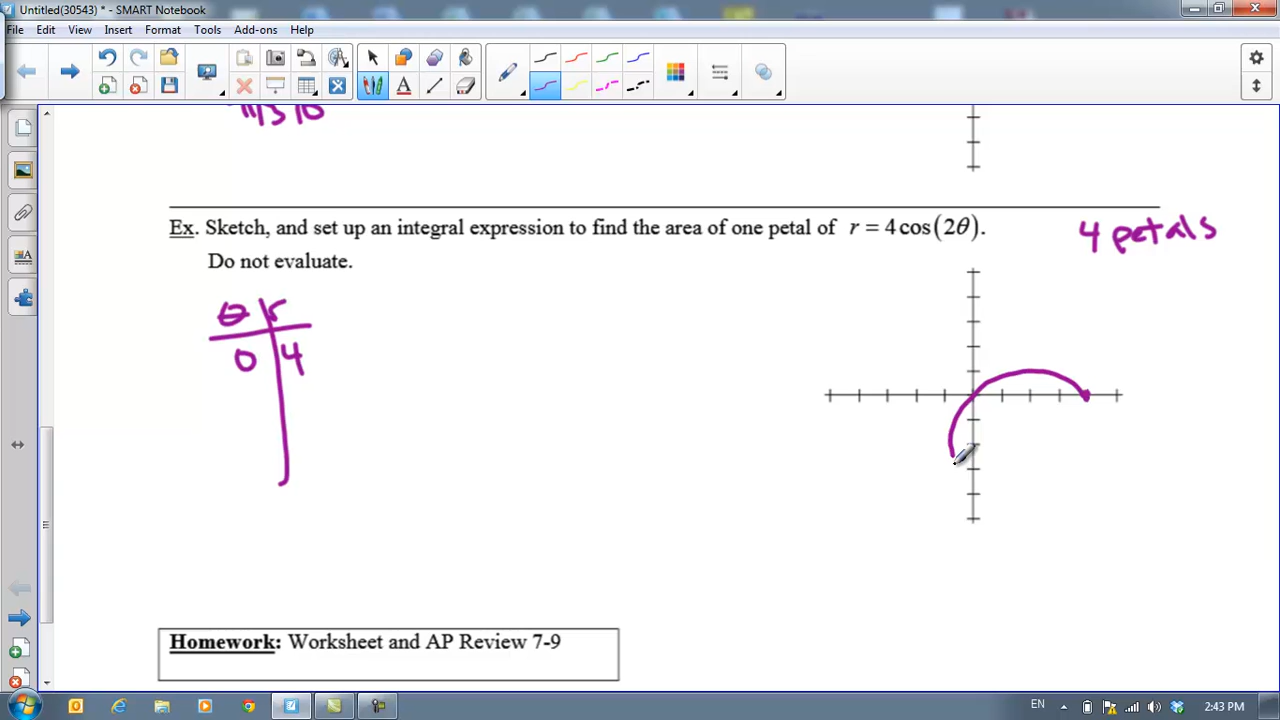 Untitled(30543) * - SMART Notebook
File Edit View Insert Format Tools Add-ons Help
Ex. Sketch, and set up an integral expression to find the area of one petal of r = 4cos(2θ).
4 petals
Do not evaluate.
θ r
0 4
Homework: Worksheet and AP Review 7-9
EN 2:43 PM